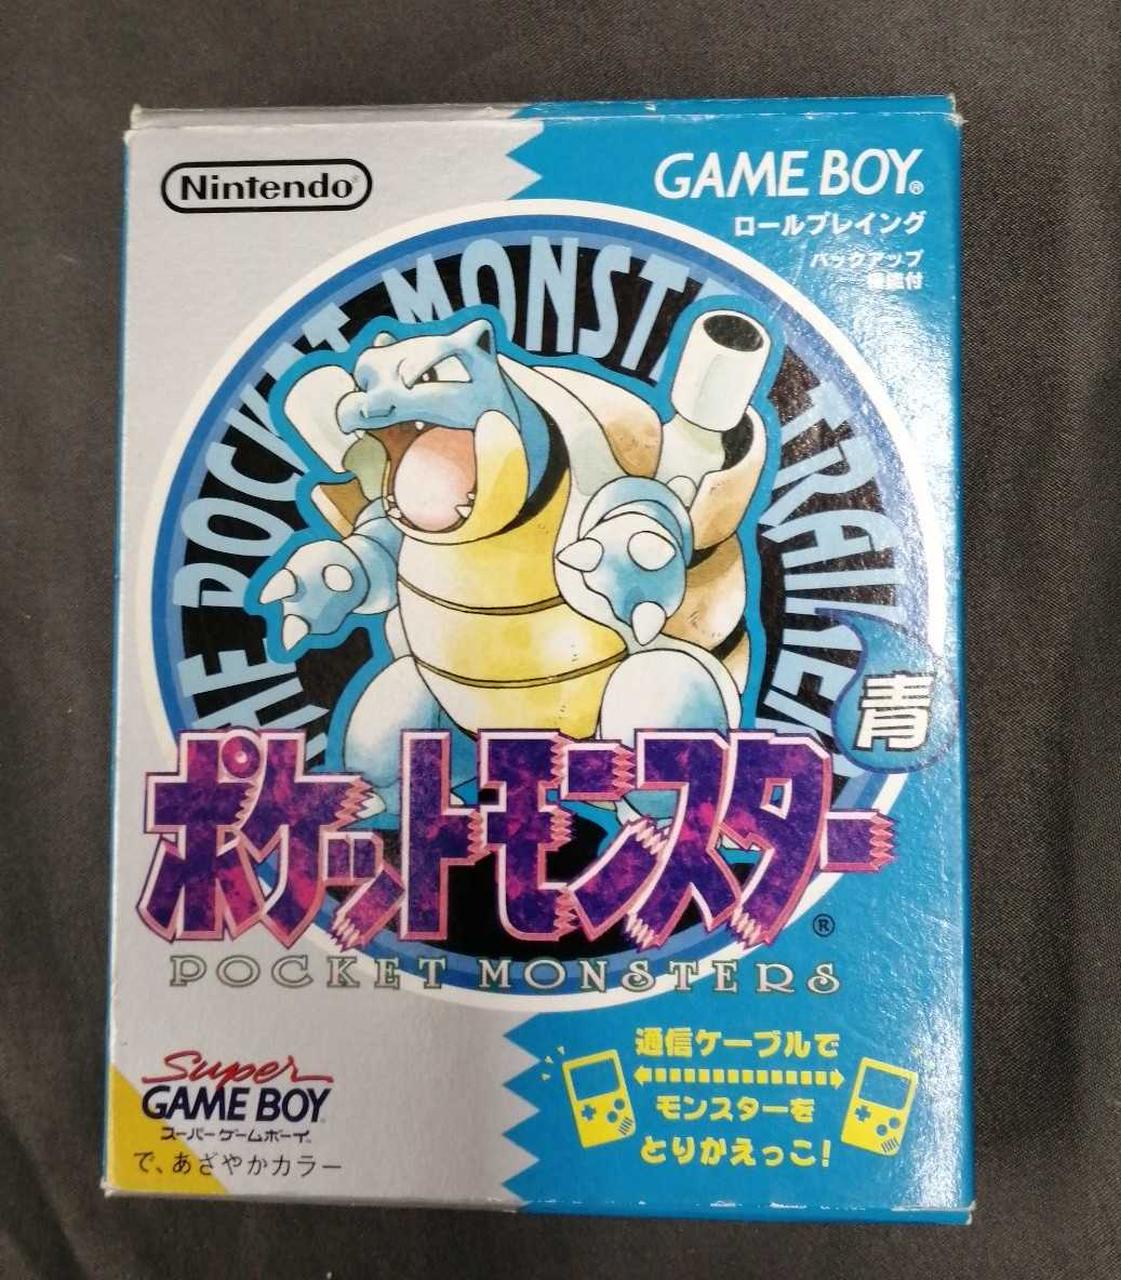 Nintendo®
GAME BOY®
ロールプレイング
バックアップ
機能付
POCKET MONST
TRAINER
青
ポケットモンスター®
POCKET MONSTERS
通信ケーブルで
モンスターを
とりかえっこ!
Super
GAME BOY
スーパーゲームボーイ
で、あざやかカラー